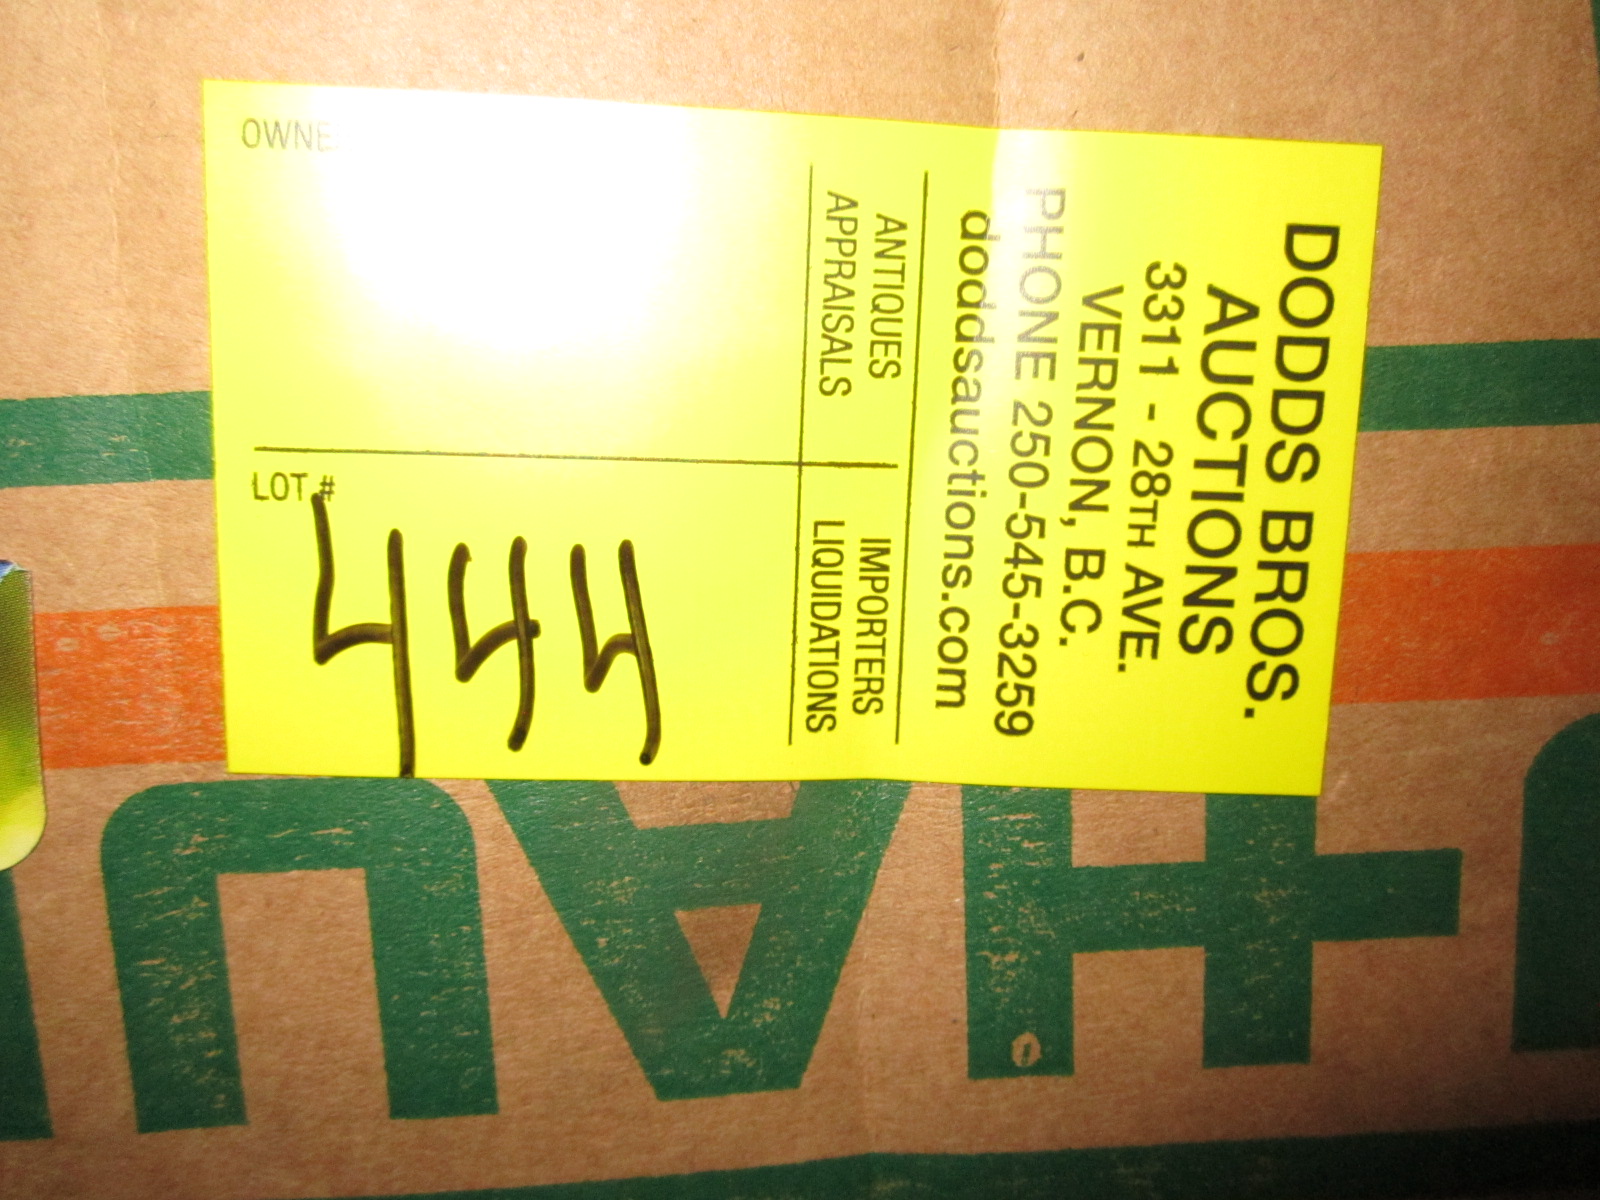 DODDS BROS.
AUCTIONS
3311 - 28TH AVE.
VERNON, B.C.
PHONE 250-545-3259
doddsauctions.com
ANTIQUES
APPRAISALS
IMPORTERS
LIQUIDATIONS
LOT #
444